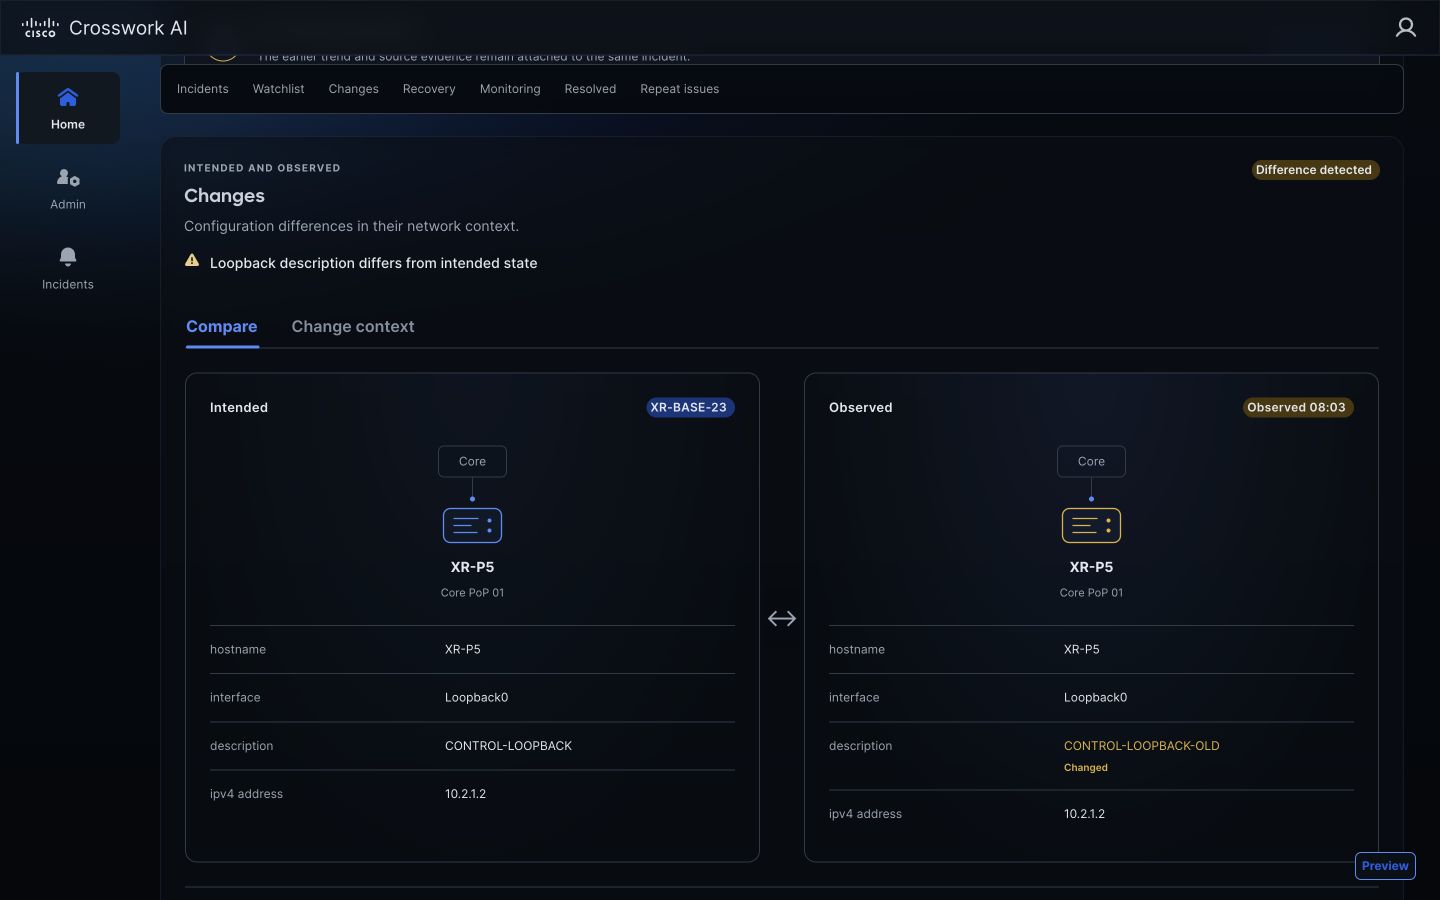 CISCO Crosswork AI
The earlier trend and source evidence remain attached to the same incident.
Incidents Watchlist Changes Recovery Monitoring Resolved Repeat issues
Home
Admin
Incidents
INTENDED AND OBSERVED
Difference detected
Changes
Configuration differences in their network context.
Loopback description differs from intended state
Compare Change context
Intended XR-BASE-23
Core
XR-P5
Core PoP 01
hostname XR-P5
interface Loopback0
description CONTROL-LOOPBACK
ipv4 address 10.2.1.2
Observed Observed 08:03
Core
XR-P5
Core PoP 01
hostname XR-P5
interface Loopback0
description CONTROL-LOOPBACK-OLD
Changed
ipv4 address 10.2.1.2
Preview